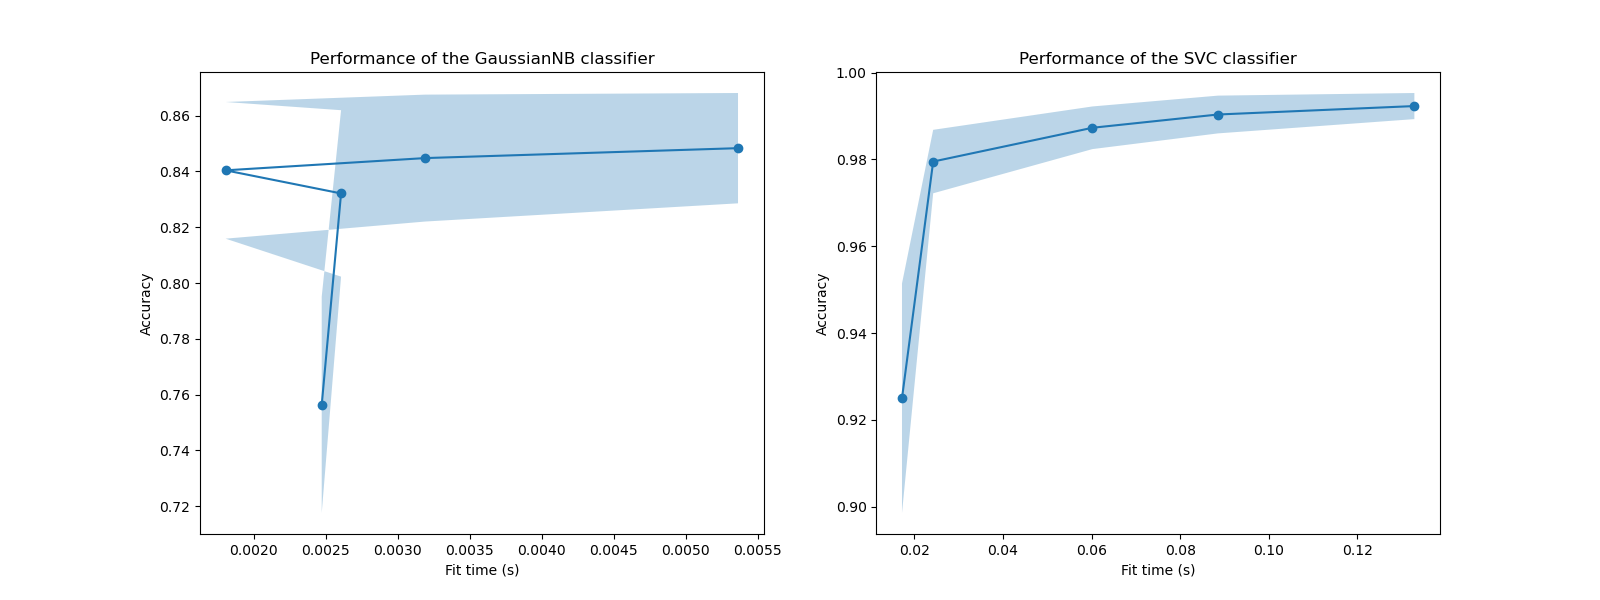 Performance of the GaussianNB classifier
Accuracy
0.86
0.84
0.82
0.80
0.78
0.76
0.74
0.72
0.0020 0.0025 0.0030 0.0035 0.0040 0.0045 0.0050 0.0055
Fit time (s)
Performance of the SVC classifier
Accuracy
1.00
0.98
0.96
0.94
0.92
0.90
0.02 0.04 0.06 0.08 0.10 0.12
Fit time (s)